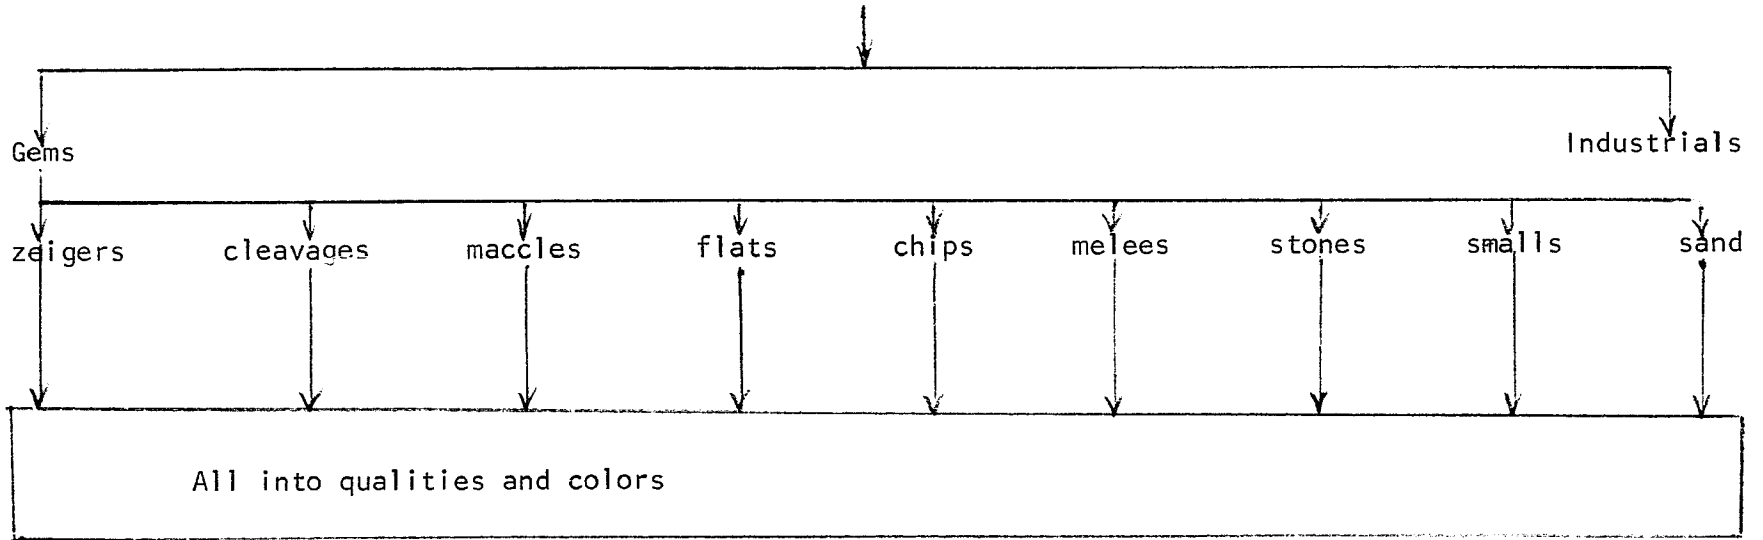 Gems Industrials
zeigers cleavages maccles flats chips melees stones smalls sand
All into qualities and colors